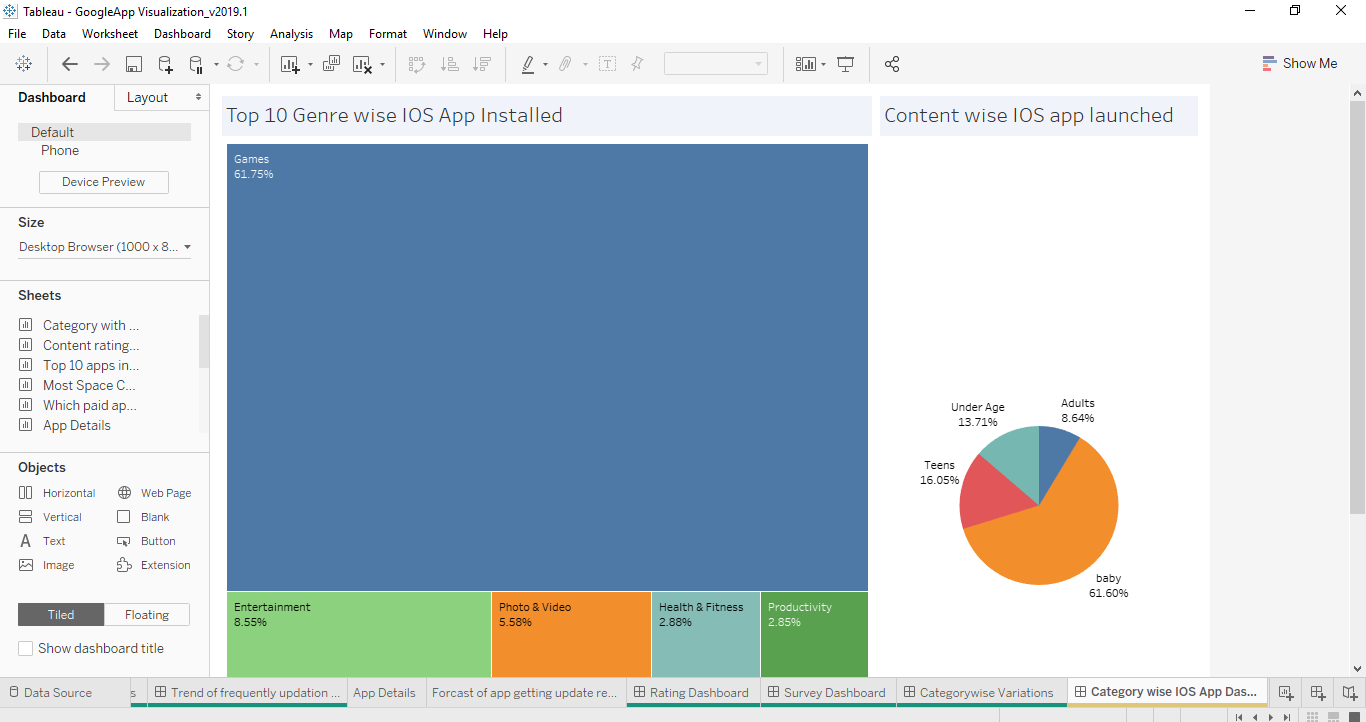 Tableau - GoogleApp Visualization_v2019.1
File Data Worksheet Dashboard Story Analysis Map Format Window Help
Show Me
Dashboard Layout
Default
Phone
Device Preview
Size
Desktop Browser (1000 x 8...
Sheets
Category with ...
Content rating...
Top 10 apps in...
Most Space C...
Which paid ap...
App Details
Objects
Horizontal Web Page
Vertical Blank
A Text Button
Image Extension
Tiled Floating
Show dashboard title
Top 10 Genre wise IOS App Installed
Games
61.75%
Entertainment
8.55%
Photo & Video
5.58%
Health & Fitness
2.88%
Productivity
2.85%
Content wise IOS app launched
Under Age
13.71%
Adults
8.64%
Teens
16.05%
baby
61.60%
Data Source s Trend of frequently updation ... App Details Forcast of app getting update re... Rating Dashboard Survey Dashboard Categorywise Variations Category wise IOS App Das...